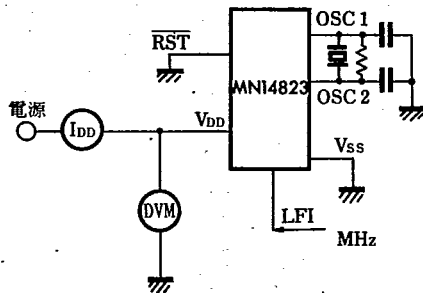 OSC 1
RST
MN14823
OSC 2
電源
IDD
VDD
VSS
DVM
LFI
MHz